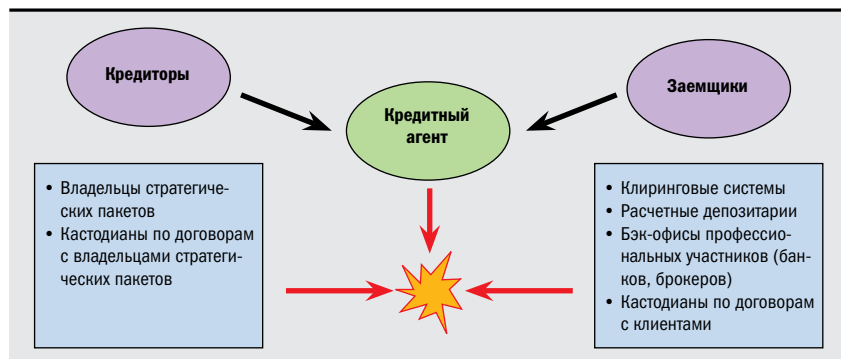 Кредиторы
Заемщики
Кредитный
агент
• Владельцы стратегиче-
ских пакетов
• Кастодианы по договорам
с владельцами стратеги-
ческих пакетов
• Клиринговые системы
• Расчетные депозитарии
• Бэк-офисы профессио-
нальных участников (бан-
ков, брокеров)
• Кастодианы по договорам
с клиентами